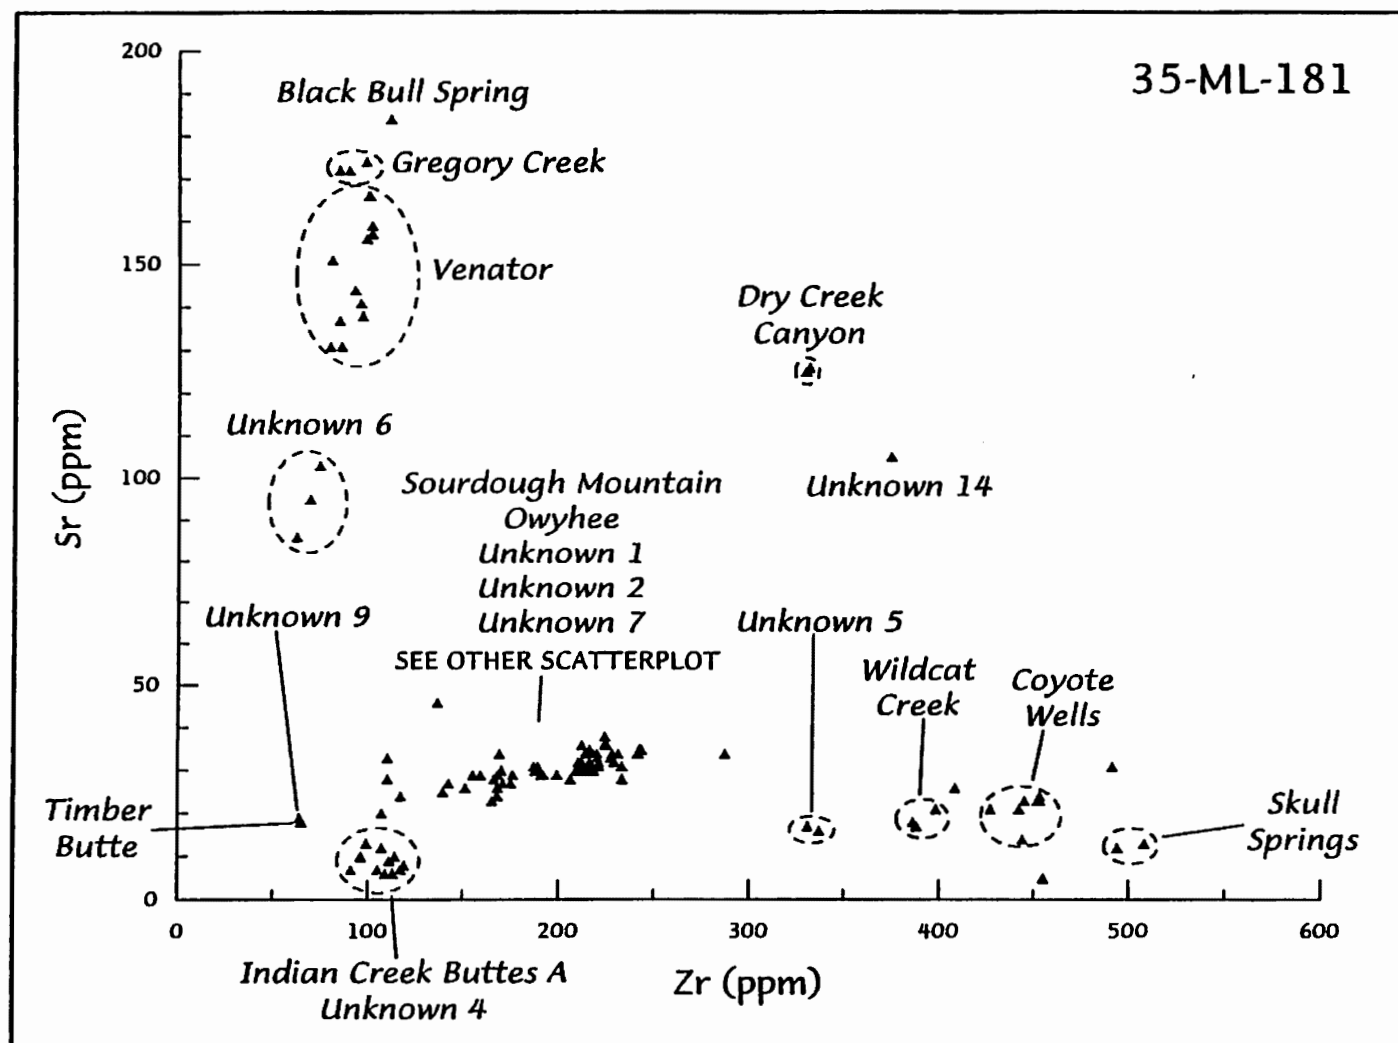 35-ML-181
200
Black Bull Spring
Gregory Creek
150
Venator
Dry Creek
Canyon
Unknown 6
100
Sourdough Mountain
Owyhee
Unknown 1
Unknown 2
Unknown 7
SEE OTHER SCATTERPLOT
Unknown 14
Sr (ppm)
Unknown 9
Unknown 5
50
Wildcat
Creek
Coyote
Wells
Timber
Butte
Skull
Springs
0
0 100 200 300 400 500 600
Indian Creek Buttes A
Unknown 4
Zr (ppm)